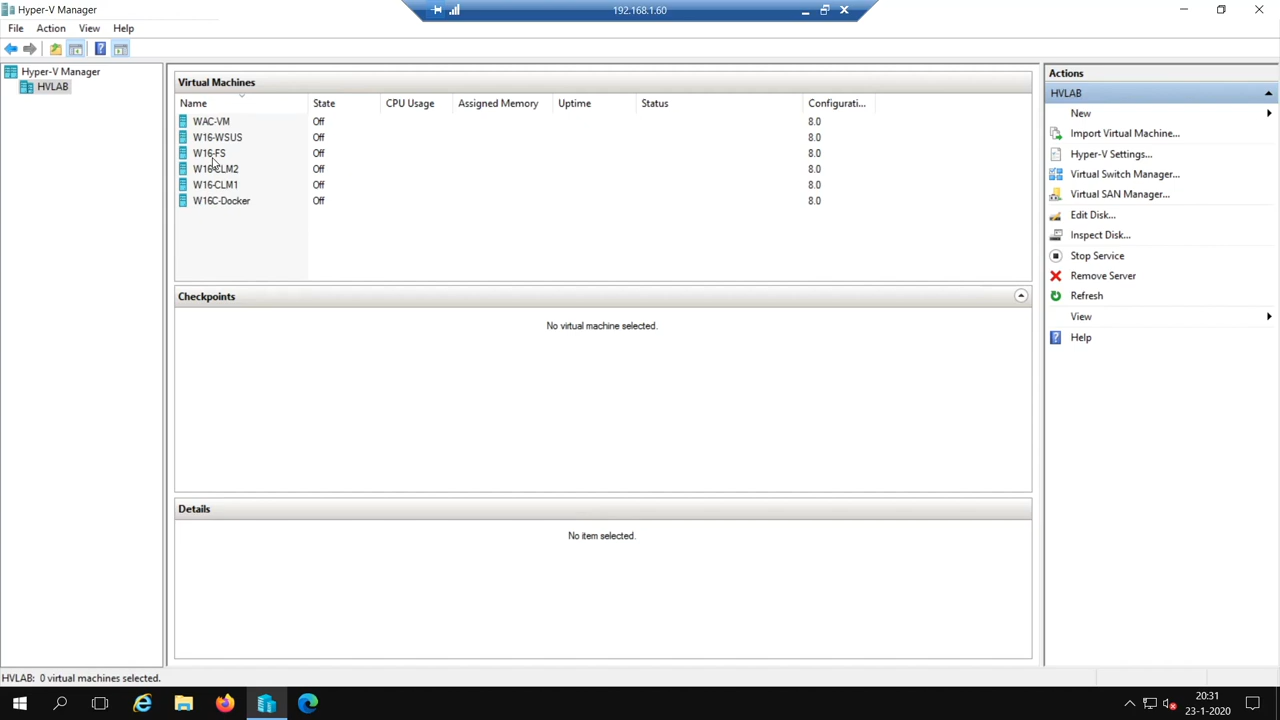 Hyper-V Manager
192.168.1.60
File Action View Help
Hyper-V Manager
HVLAB
Virtual Machines
Name State CPU Usage Assigned Memory Uptime Status Configurati...
WAC-VM Off 8.0
W16-WSUS Off 8.0
W16-FS Off 8.0
W16-CLM2 Off 8.0
W16-CLM1 Off 8.0
W16C-Docker Off 8.0
Checkpoints
No virtual machine selected.
Details
No item selected.
Actions
HVLAB
New
Import Virtual Machine...
Hyper-V Settings...
Virtual Switch Manager...
Virtual SAN Manager...
Edit Disk...
Inspect Disk...
Stop Service
Remove Server
Refresh
View
Help
HVLAB: 0 virtual machines selected.
20:31
23-1-2020